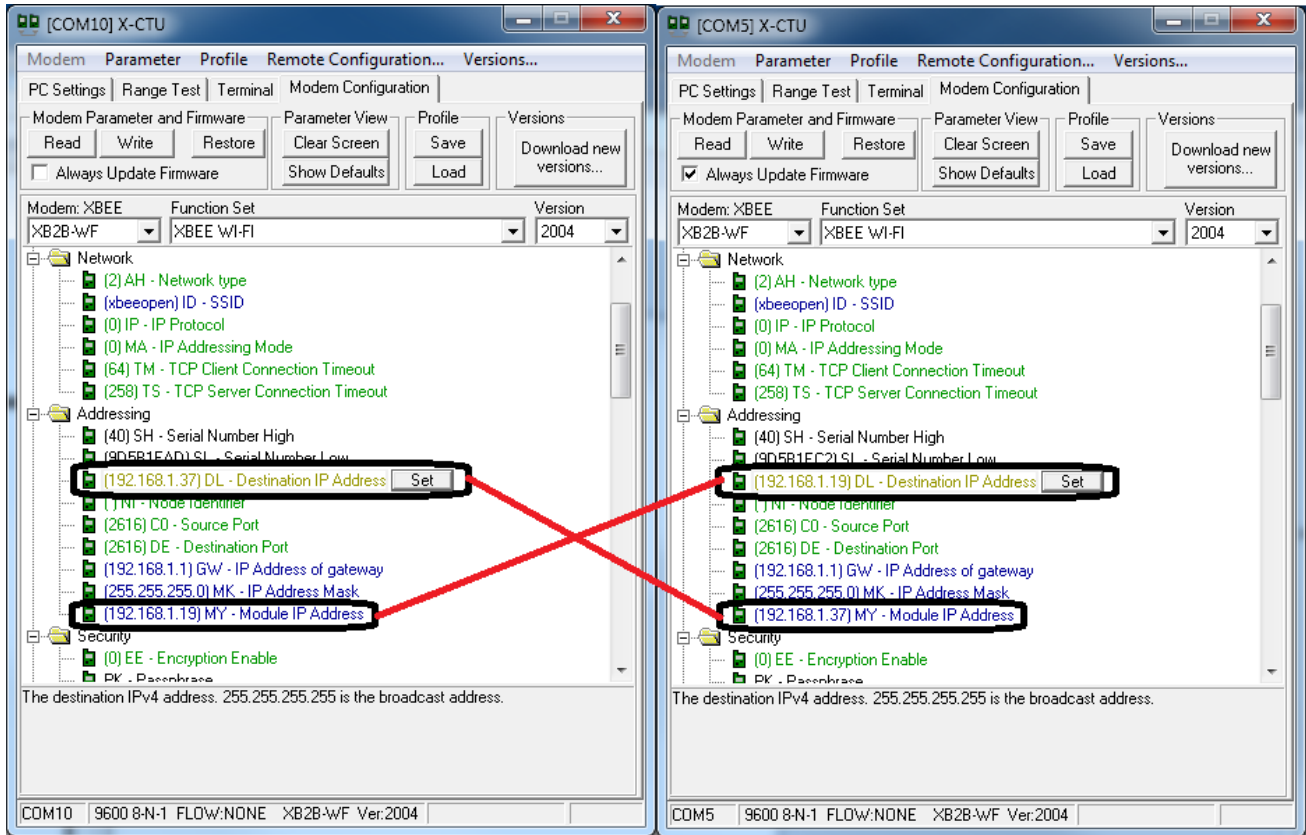 [COM10] X-CTU
Modem Parameter Profile Remote Configuration... Versions...
PC Settings Range Test Terminal Modem Configuration
Modem Parameter and Firmware Parameter View Profile Versions
Read Write Restore Clear Screen Save Download new versions...
Always Update Firmware Show Defaults Load
Modem: XBEE Function Set Version
XB2B-WF XBEE WI-FI 2004
Network
(2) AH - Network type
(xbeeopen) ID - SSID
(0) IP - IP Protocol
(0) MA - IP Addressing Mode
(64) TM - TCP Client Connection Timeout
(258) TS - TCP Server Connection Timeout
Addressing
(40) SH - Serial Number High
(9D5B1FAD) SL - Serial Number Low
(192.168.1.37) DL - Destination IP Address Set
( ) NI - Node Identifier
(2616) C0 - Source Port
(2616) DE - Destination Port
(192.168.1.1) GW - IP Address of gateway
(255.255.255.0) MK - IP Address Mask
(192.168.1.19) MY - Module IP Address
Security
(0) EE - Encryption Enable
PK - Passphrase
The destination IPv4 address. 255.255.255.255 is the broadcast address.
COM10 9600 8-N-1 FLOW:NONE XB2B-WF Ver:2004
[COM5] X-CTU
Modem Parameter Profile Remote Configuration... Versions...
PC Settings Range Test Terminal Modem Configuration
Modem Parameter and Firmware Parameter View Profile Versions
Read Write Restore Clear Screen Save Download new versions...
Always Update Firmware Show Defaults Load
Modem: XBEE Function Set Version
XB2B-WF XBEE WI-FI 2004
Network
(2) AH - Network type
(xbeeopen) ID - SSID
(0) IP - IP Protocol
(0) MA - IP Addressing Mode
(64) TM - TCP Client Connection Timeout
(258) TS - TCP Server Connection Timeout
Addressing
(40) SH - Serial Number High
(9D5B1FC2) SL - Serial Number Low
(192.168.1.19) DL - Destination IP Address Set
( ) NI - Node Identifier
(2616) C0 - Source Port
(2616) DE - Destination Port
(192.168.1.1) GW - IP Address of gateway
(255.255.255.0) MK - IP Address Mask
(192.168.1.37) MY - Module IP Address
Security
(0) EE - Encryption Enable
PK - Passphrase
The destination IPv4 address. 255.255.255.255 is the broadcast address.
COM5 9600 8-N-1 FLOW:NONE XB2B-WF Ver:2004